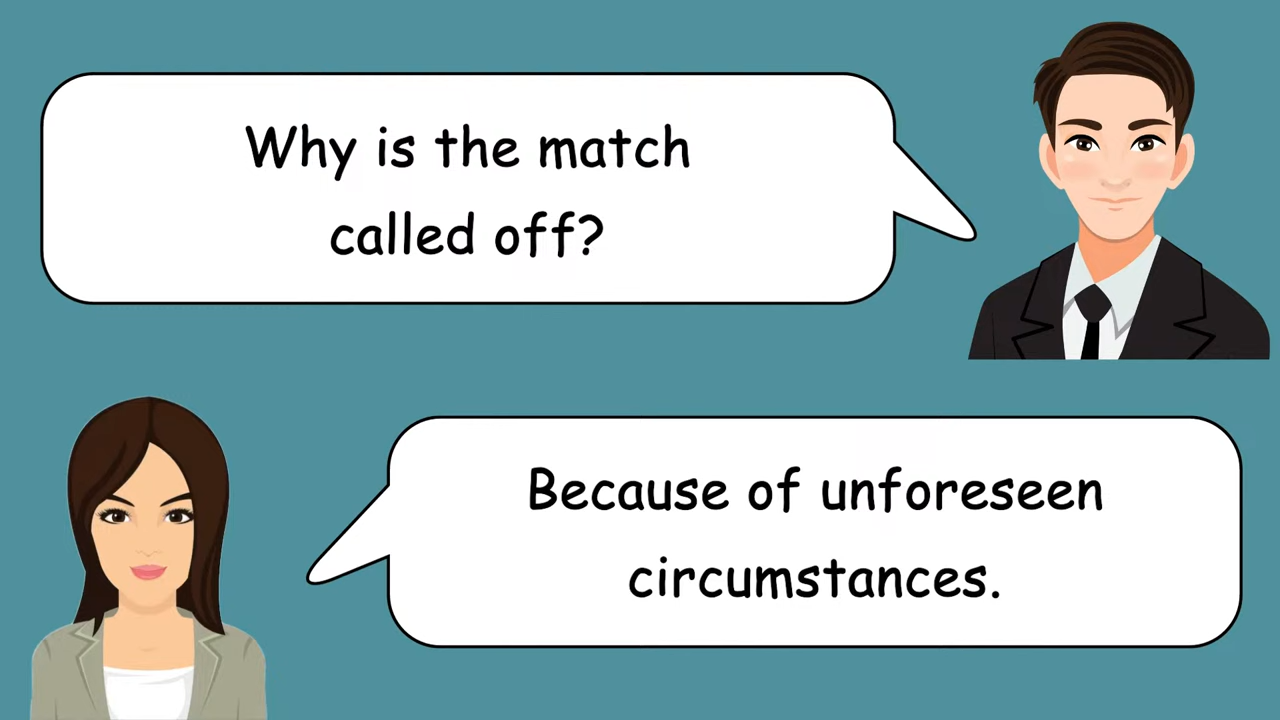 Why is the match
called off?
Because of unforeseen
circumstances.